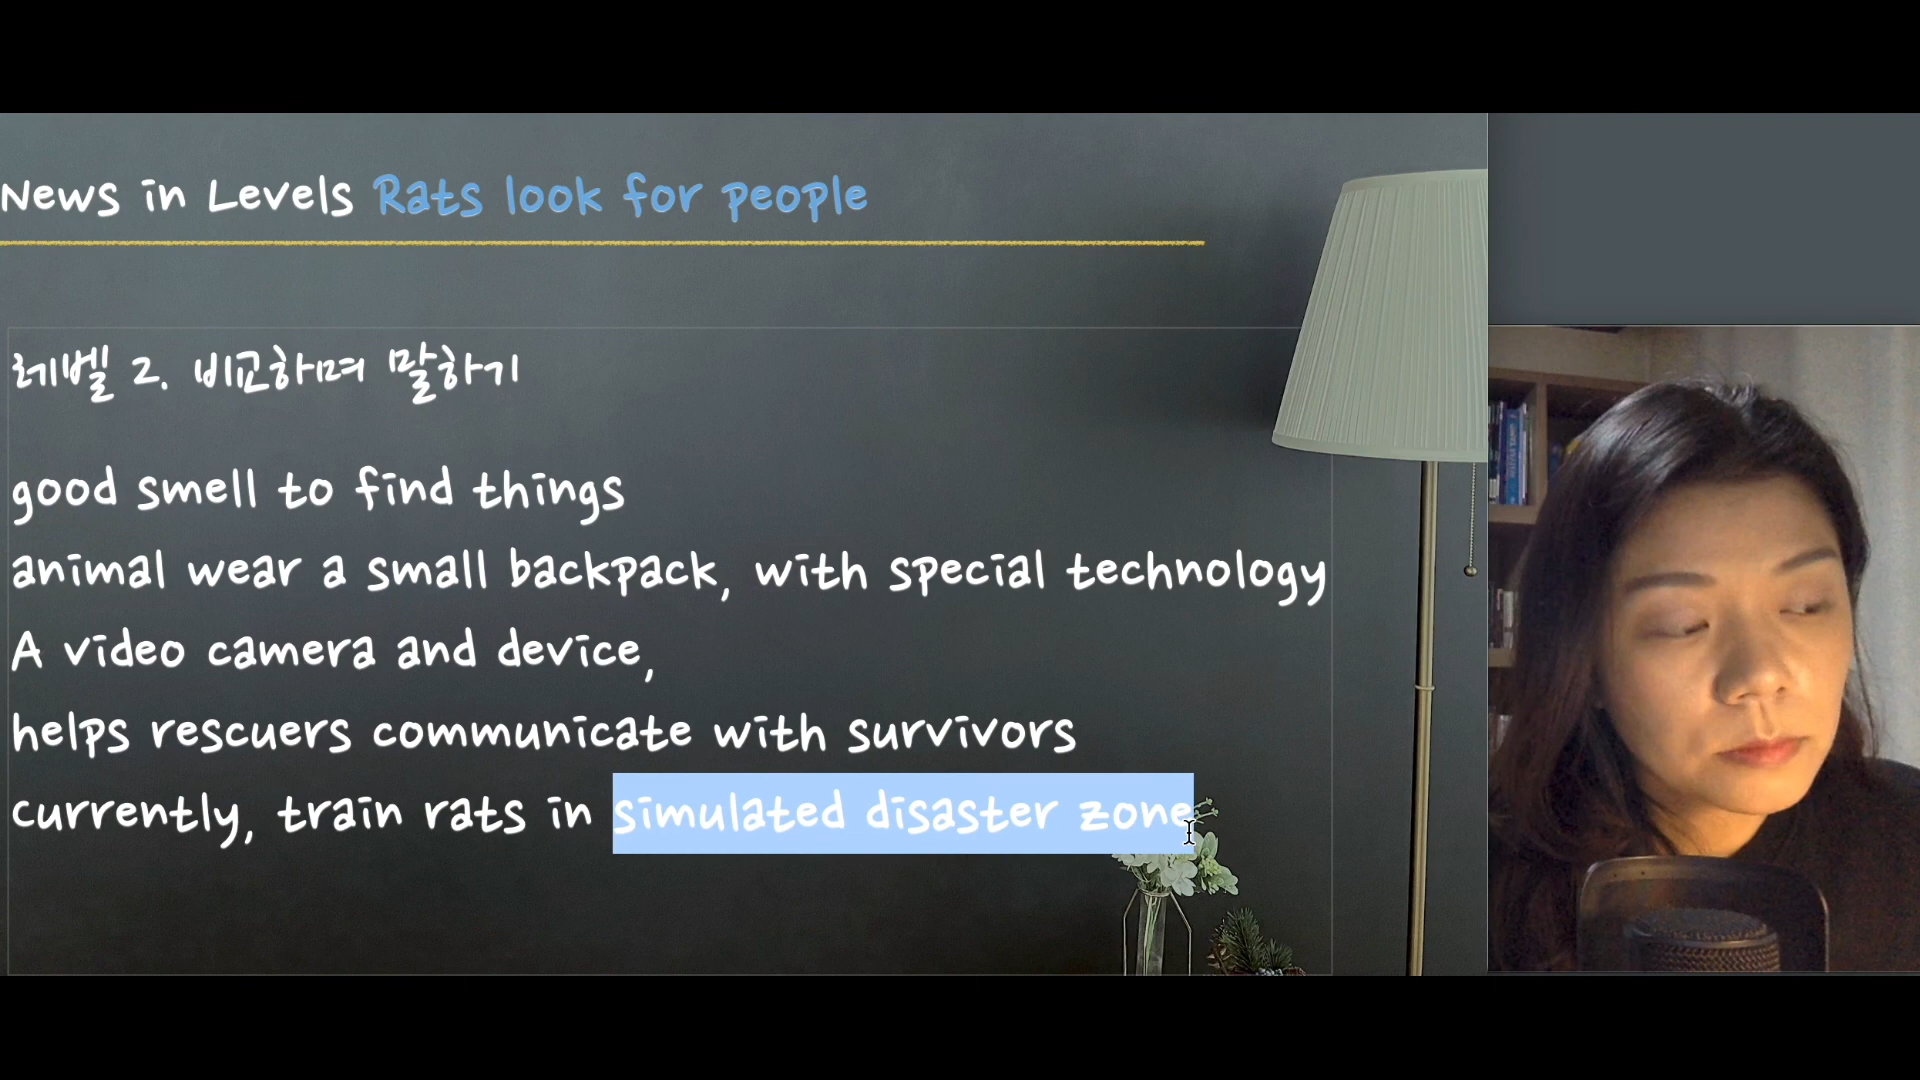 News in Levels Rats look for people
레벨 2. 비교하며 말하기
good smell to find things
animal wear a small backpack, with special technology
A video camera and device,
helps rescuers communicate with survivors
currently, train rats in simulated disaster zone